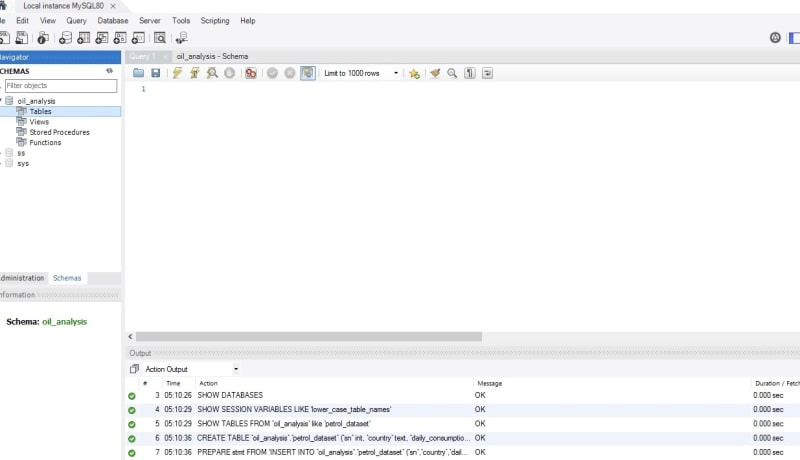 Local instance MySQL80
Edit View Query Database Server Tools Scripting Help
Navigator
Query 1 oil_analysis - Schema
SCHEMAS
Limit to 1000 rows
Filter objects
1
oil_analysis
Tables
Views
Stored Procedures
Functions
ss
sys
Administration Schemas
Information
Schema: oil_analysis
Output
Action Output
# Time Action Message Duration / Fetch
3 05:10:26 SHOW DATABASES OK 0.000 sec
4 05:10:29 SHOW SESSION VARIABLES LIKE 'lower_case_table_names' OK 0.000 sec
5 05:10:29 SHOW TABLES FROM `oil_analysis` like 'petrol_dataset' OK 0.000 sec
6 05:10:36 CREATE TABLE `oil_analysis`.`petrol_dataset` (`sn` int, `country` text, `daily_consumptio... OK 0.000 sec
7 05:10:36 PREPARE stmt FROM 'INSERT INTO `oil_analysis`.`petrol_dataset` (`sn`,`country`,`dail... OK 0.000 sec